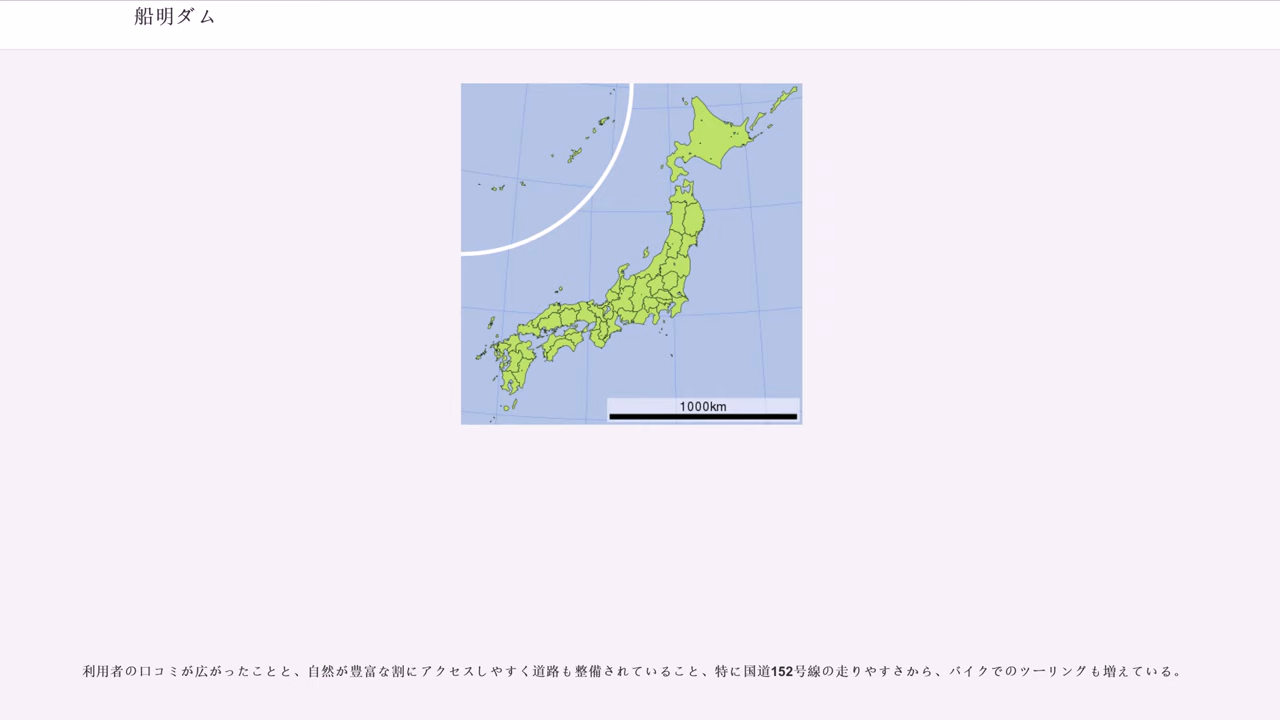 船明ダム
1000km
利用者の口コミが広がったことと、自然が豊富な割にアクセスしやすく道路も整備されていること、特に国道152号線の走りやすさから、バイクでのツーリングも増えている。